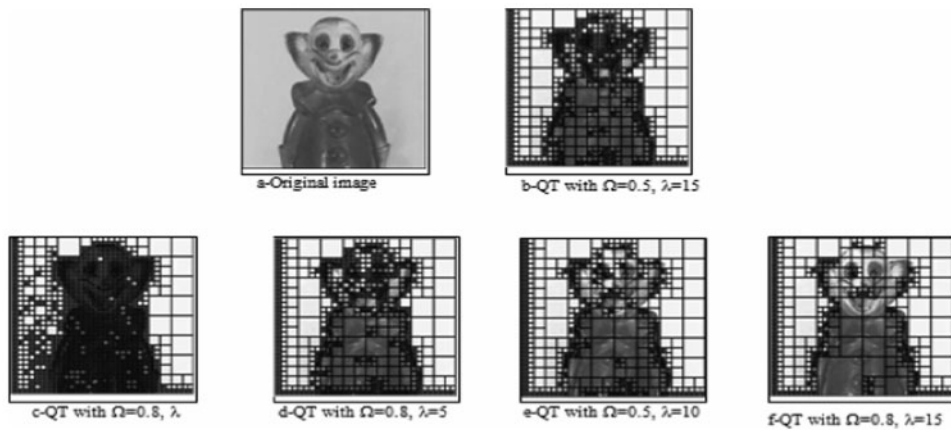 a-Original image
b-QT with Ω=0.5, λ=15
c-QT with Ω=0.8, λ
d-QT with Ω=0.8, λ=5
e-QT with Ω=0.5, λ=10
f-QT with Ω=0.8, λ=15